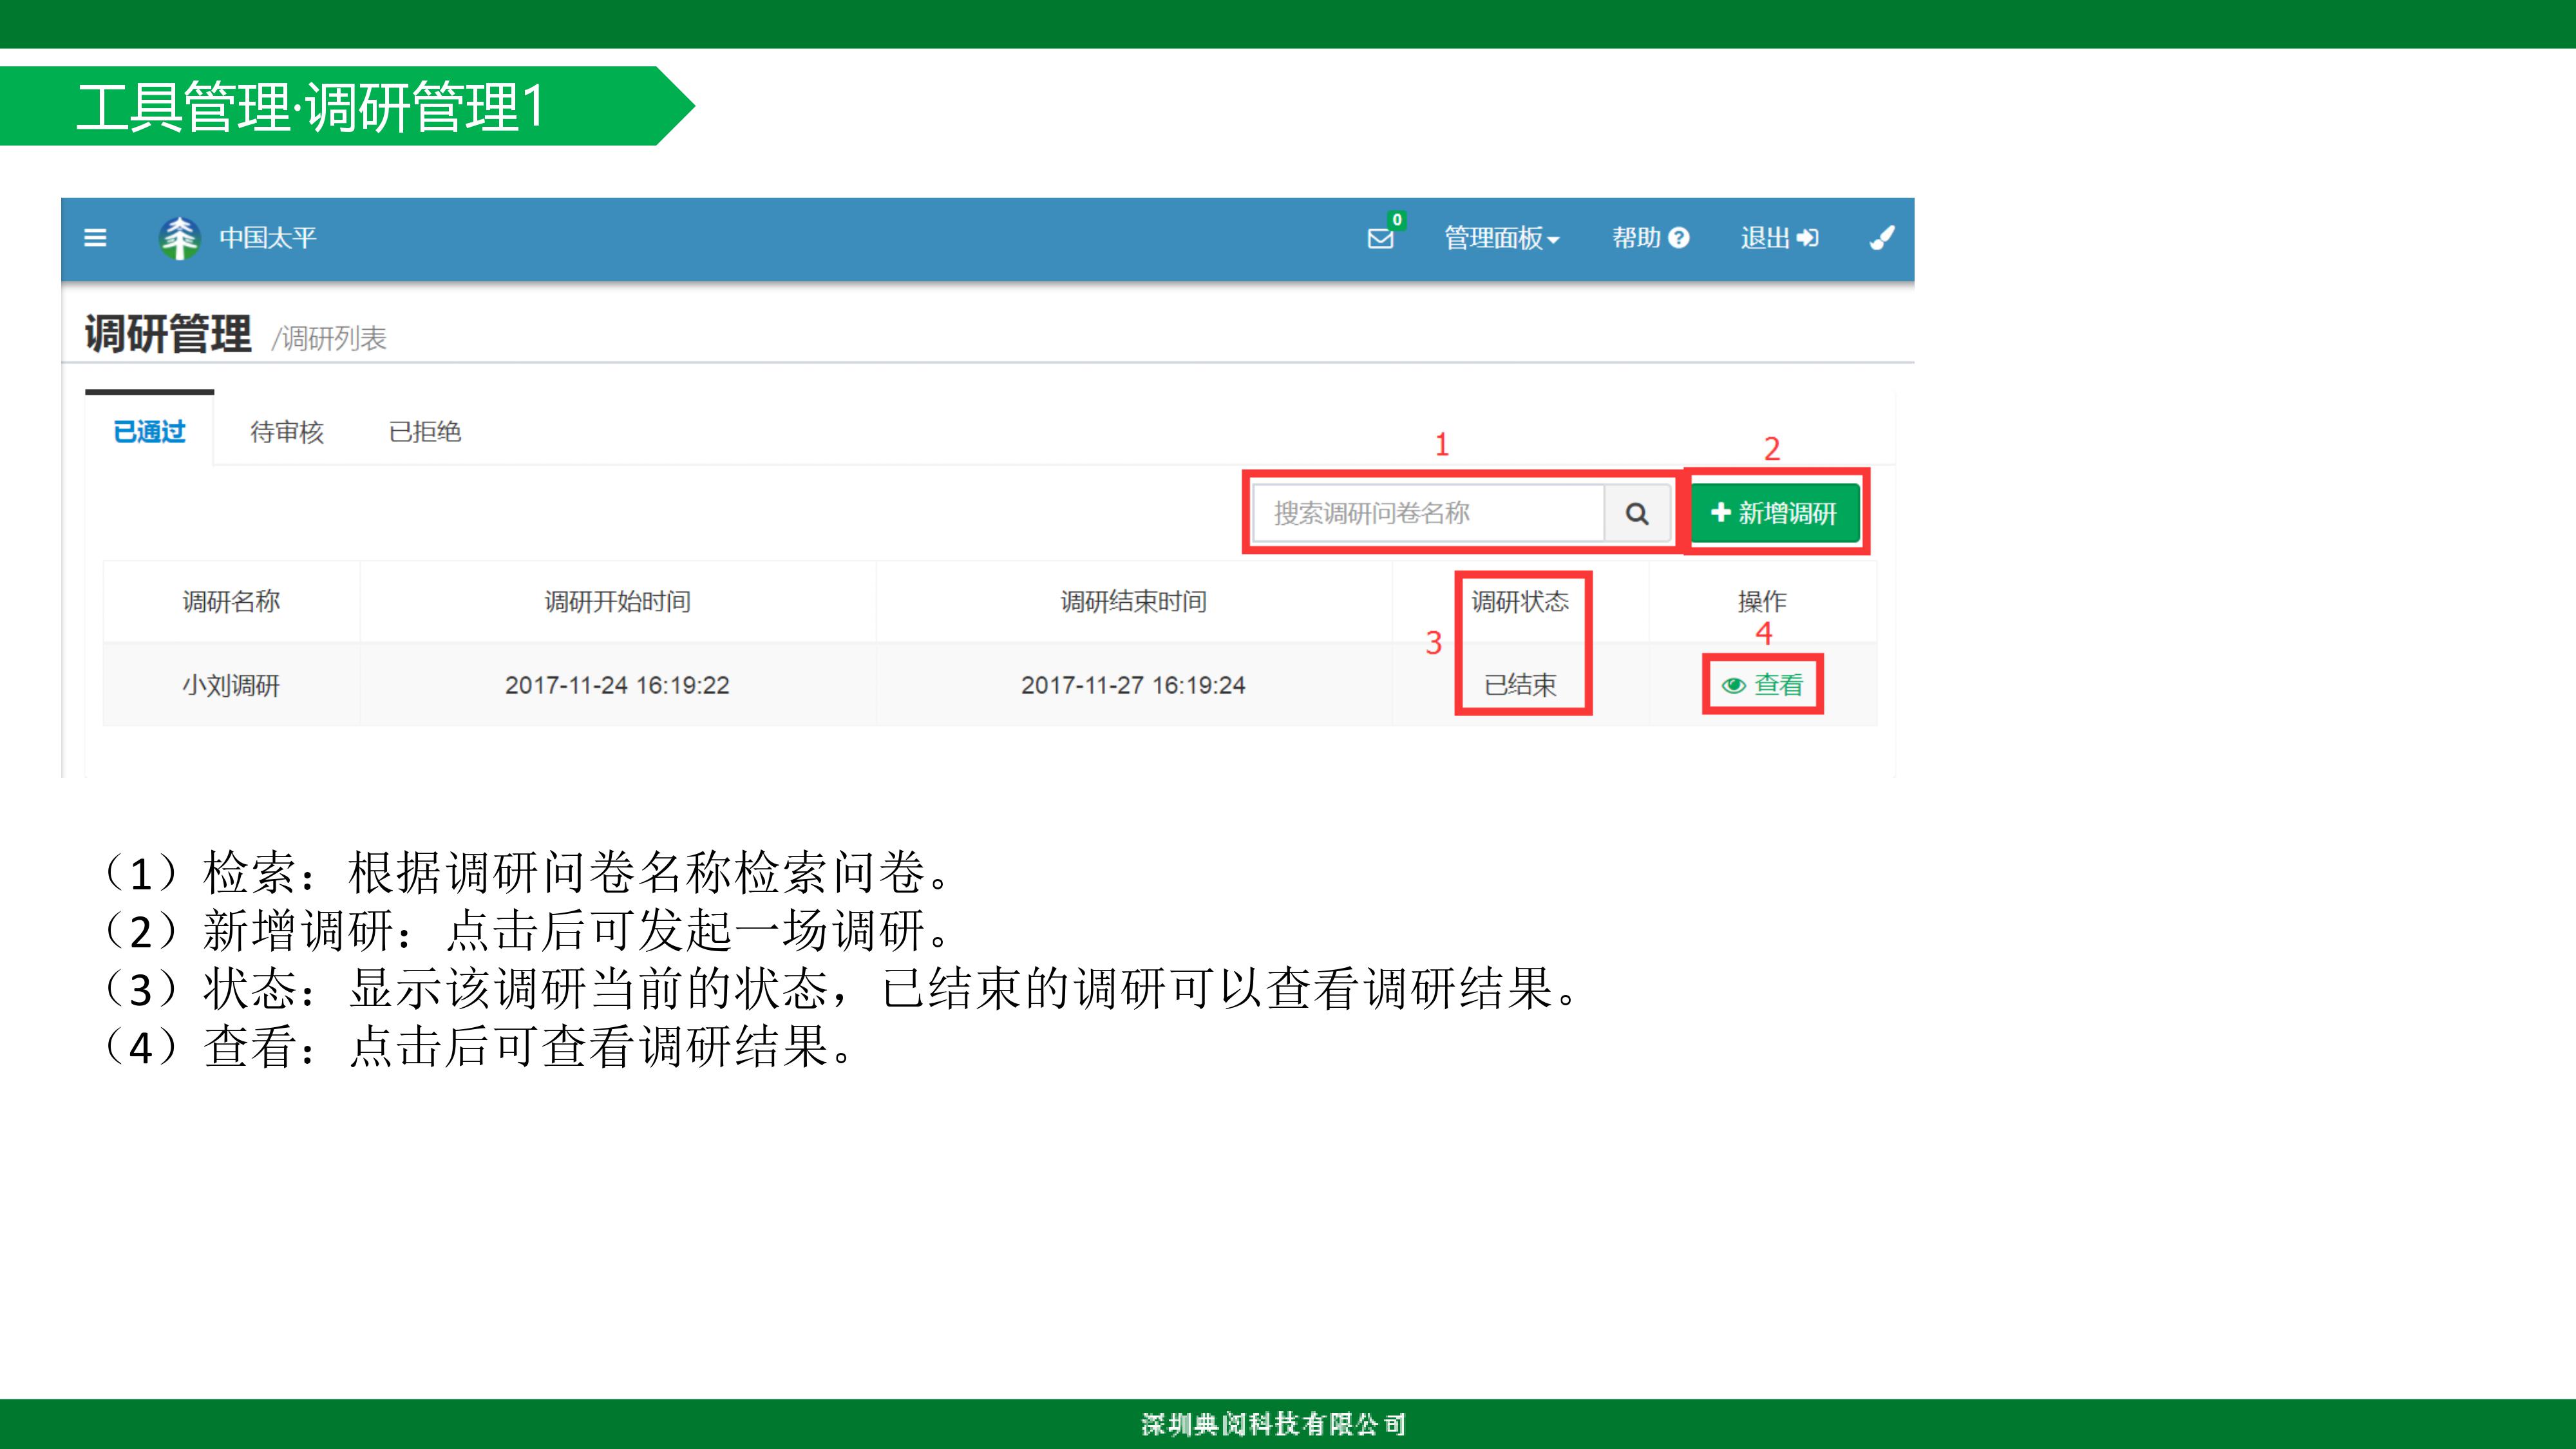 工具管理·调研管理1
中国太平
0
管理面板
帮助
退出
调研管理 /调研列表
已通过 待审核 已拒绝
1 2
搜索调研问卷名称 新增调研
调研名称 调研开始时间 调研结束时间 调研状态 操作
3 4
小刘调研 2017-11-24 16:19:22 2017-11-27 16:19:24 已结束 查看
（1）检索：根据调研问卷名称检索问卷。
（2）新增调研：点击后可发起一场调研。
（3）状态：显示该调研当前的状态，已结束的调研可以查看调研结果。
（4）查看：点击后可查看调研结果。
深圳典阅科技有限公司